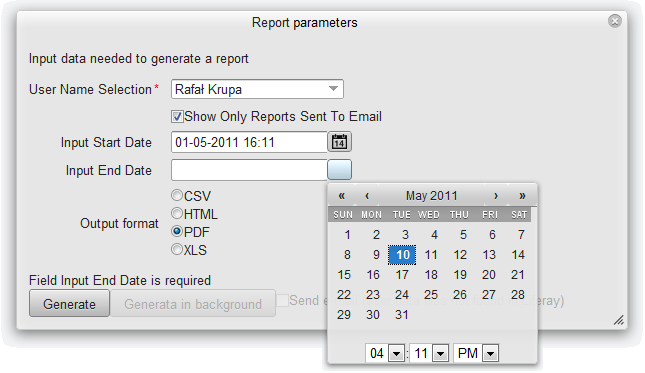 Report parameters
Input data needed to generate a report
User Name Selection * Rafał Krupa
Show Only Reports Sent To Email
Input Start Date 01-05-2011 16:11
Input End Date
CSV
HTML
Output format
PDF
XLS
« ‹ May 2011 › »
SUN MON TUE WED THU FRI SAT
1 2 3 4 5 6 7
8 9 10 11 12 13 14
15 16 17 18 19 20 21
22 23 24 25 26 27 28
29 30 31
04 : 11 PM
Field Input End Date is required
Generate Generata in background Send